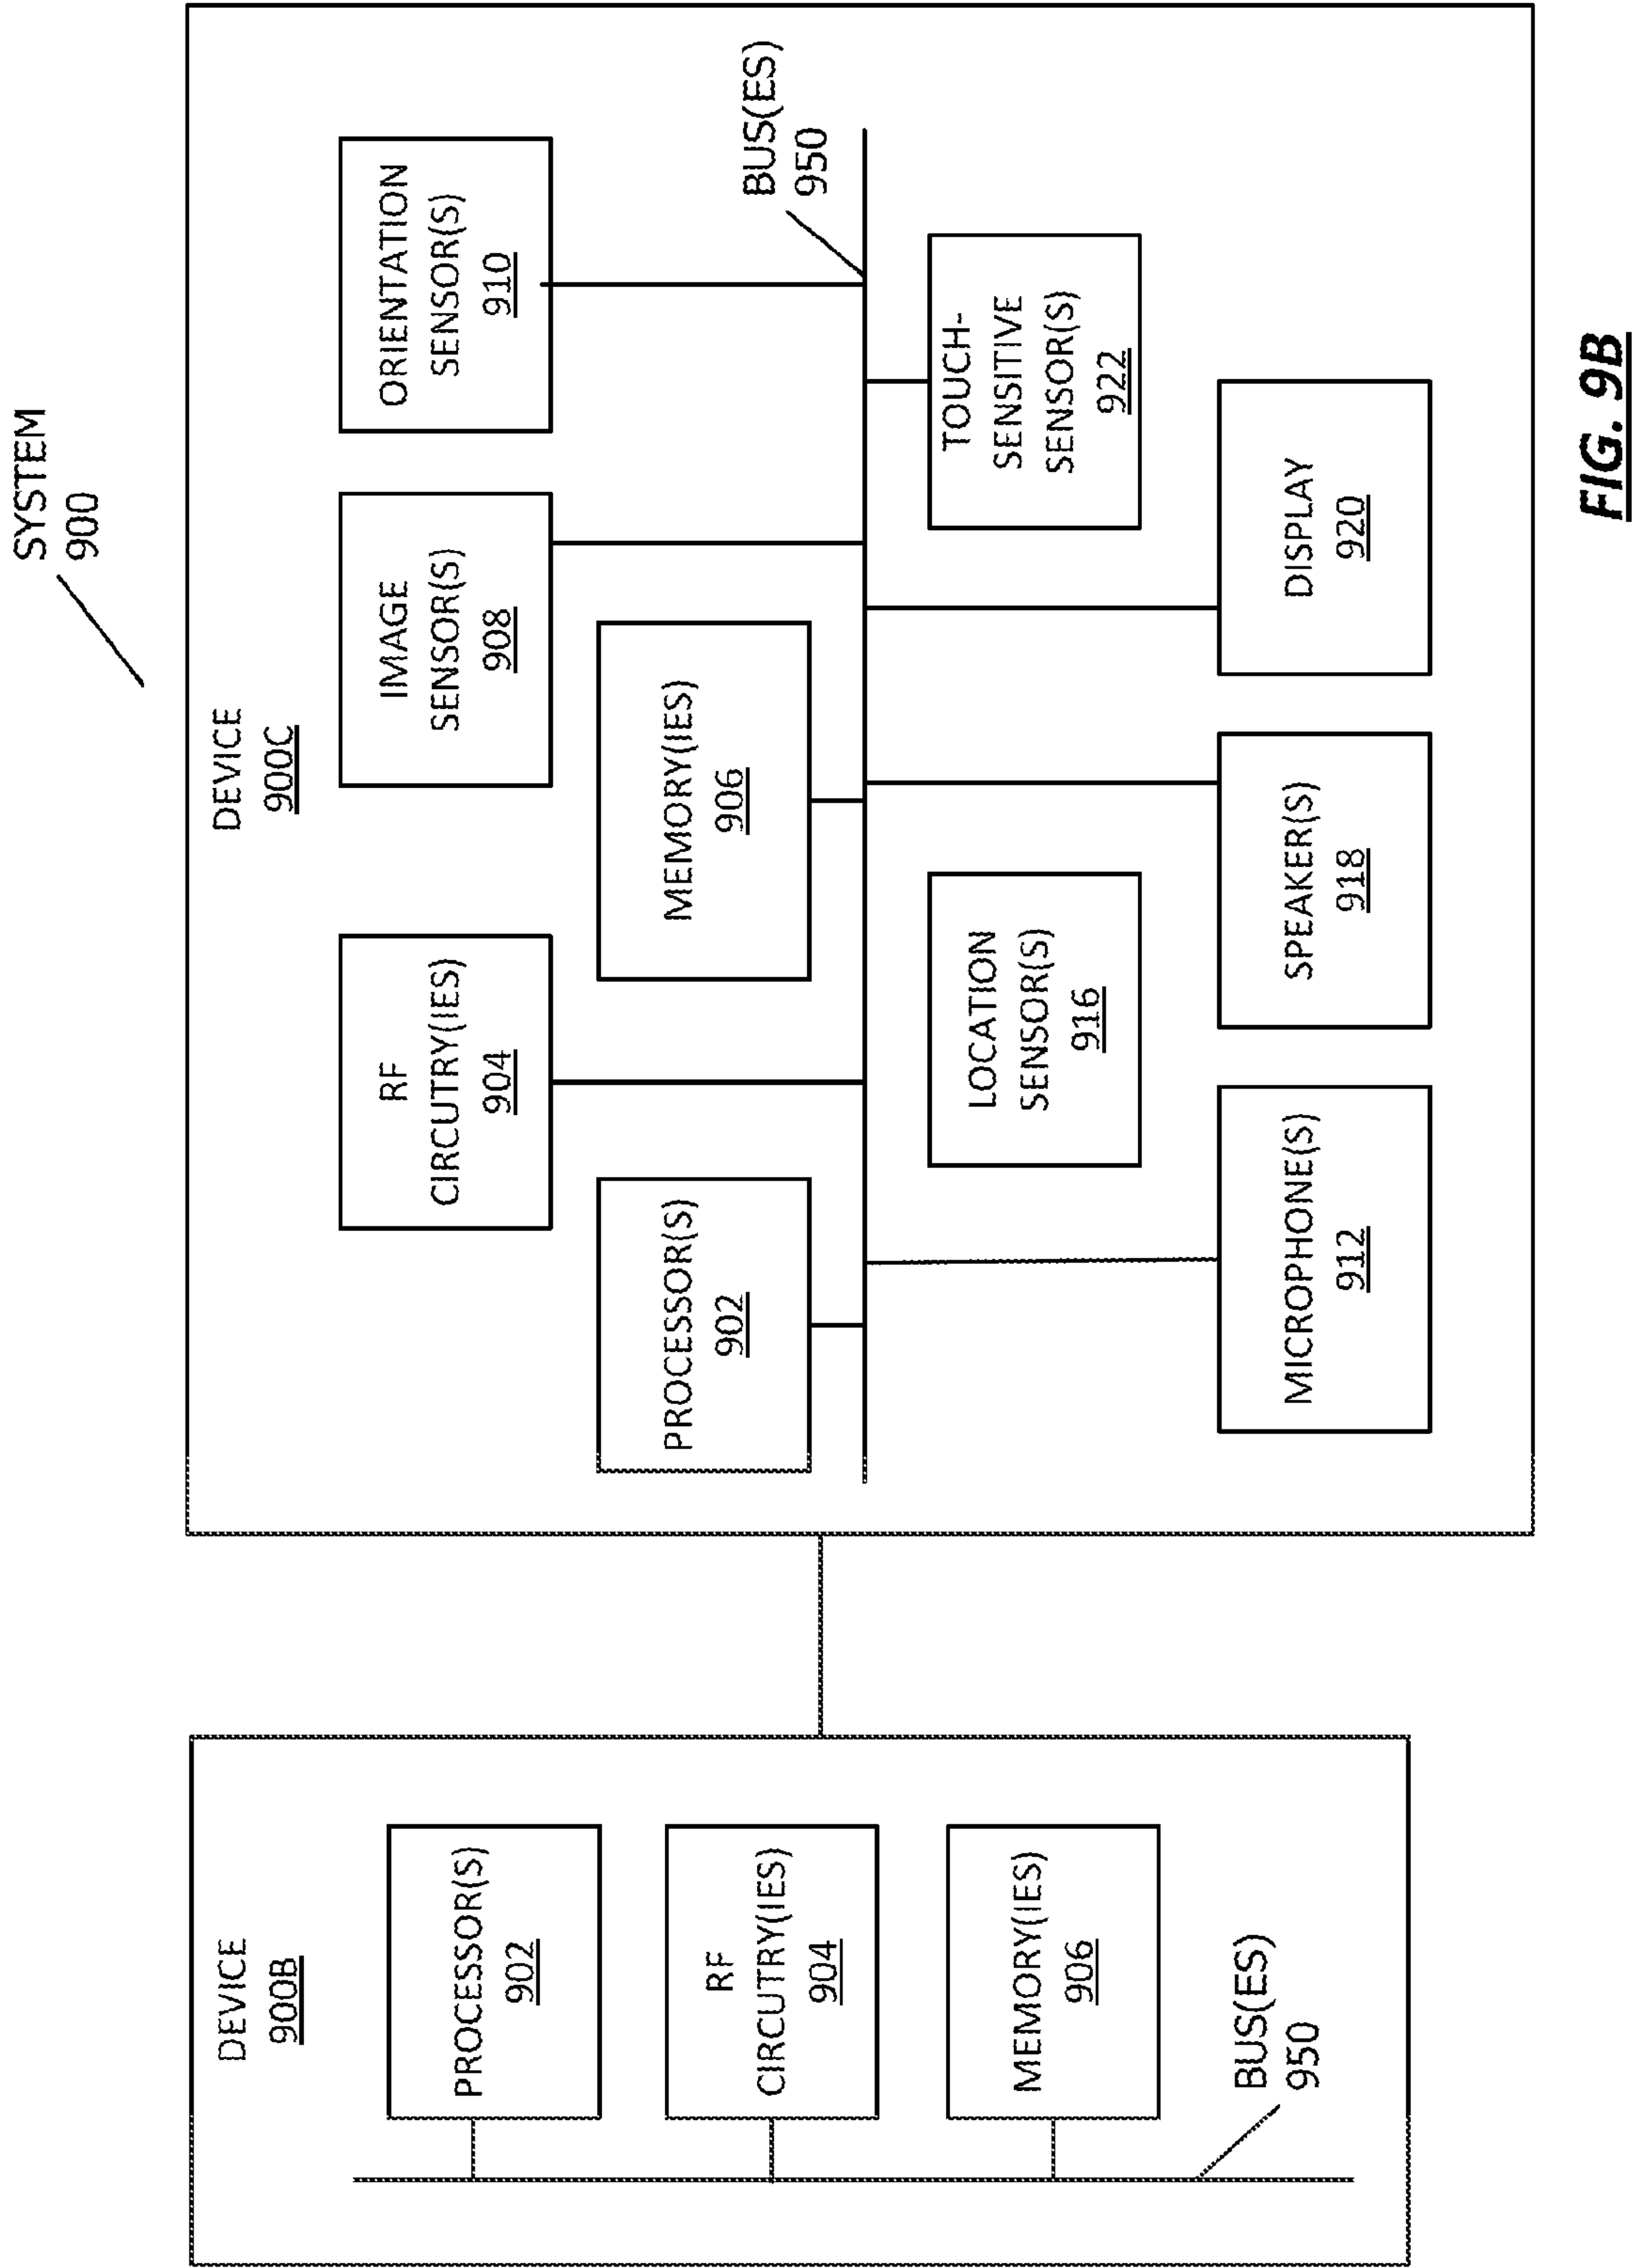 SYSTEM
900
DEVICE
900B
PROCESSOR(S)
902
RF
CIRCUTRY(IES)
904
MEMORY(IES)
906
BUS(ES)
950
DEVICE
900C
RF
CIRCUTRY(IES)
904
IMAGE
SENSOR(S)
908
ORIENTATION
SENSOR(S)
910
PROCESSOR(S)
902
MEMORY(IES)
906
BUS(ES)
950
LOCATION
SENSOR(S)
916
TOUCH-
SENSITIVE
SENSOR(S)
922
MICROPHONE(S)
912
SPEAKER(S)
918
DISPLAY
920
FIG. 9B